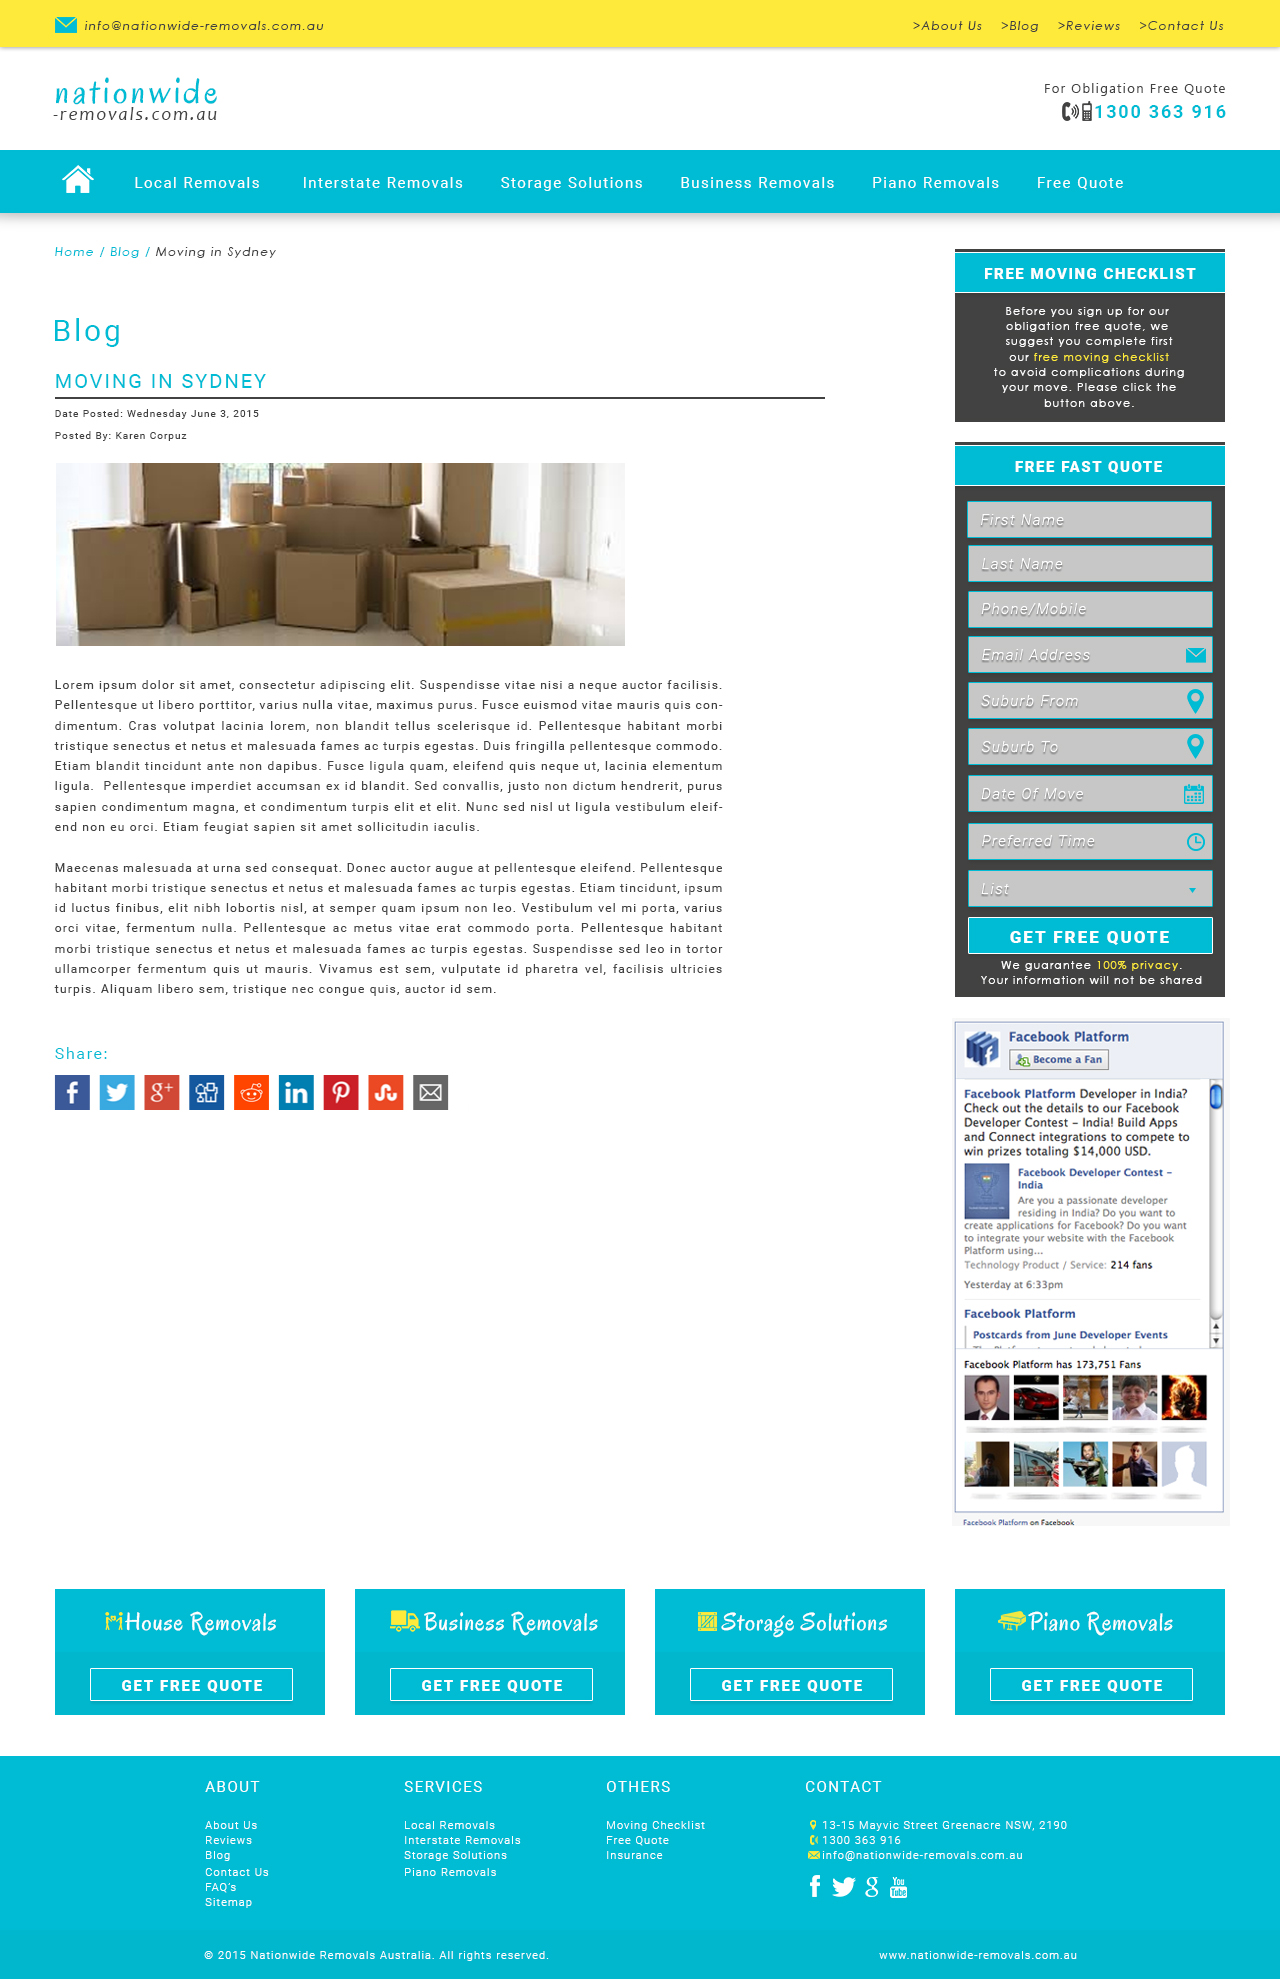 info@nationwide-removals.com.au
>About Us >Blog >Reviews >Contact Us
nationwide
-removals.com.au
For Obligation Free Quote
1300 363 916
Local Removals Interstate Removals Storage Solutions Business Removals Piano Removals Free Quote
Home / Blog / Moving in Sydney
Blog
MOVING IN SYDNEY
Date Posted: Wednesday June 3, 2015
Posted By: Karen Corpuz
Lorem ipsum dolor sit amet, consectetur adipiscing elit. Suspendisse vitae nisi a neque auctor facilisis.
Pellentesque ut libero porttitor, varius nulla vitae, maximus purus. Fusce euismod vitae mauris quis con-
dimentum. Cras volutpat lacinia lorem, non blandit tellus scelerisque id. Pellentesque habitant morbi
tristique senectus et netus et malesuada fames ac turpis egestas. Duis fringilla pellentesque commodo.
Etiam blandit tincidunt ante non dapibus. Fusce ligula quam, eleifend quis neque ut, lacinia elementum
ligula. Pellentesque imperdiet accumsan ex id blandit. Sed convallis, justo non dictum hendrerit, purus
sapien condimentum magna, et condimentum turpis elit et elit. Nunc sed nisl ut ligula vestibulum eleif-
end non eu orci. Etiam feugiat sapien sit amet sollicitudin iaculis.
Maecenas malesuada at urna sed consequat. Donec auctor augue at pellentesque eleifend. Pellentesque
habitant morbi tristique senectus et netus et malesuada fames ac turpis egestas. Etiam tincidunt, ipsum
id luctus finibus, elit nibh lobortis nisl, at semper quam ipsum non leo. Vestibulum vel mi porta, varius
orci vitae, fermentum nulla. Pellentesque ac metus vitae erat commodo porta. Pellentesque habitant
morbi tristique senectus et netus et malesuada fames ac turpis egestas. Suspendisse sed leo in tortor
ullamcorper fermentum quis ut mauris. Vivamus est sem, vulputate id pharetra vel, facilisis ultricies
turpis. Aliquam libero sem, tristique nec congue quis, auctor id sem.
Share:
FREE MOVING CHECKLIST
Before you sign up for our
obligation free quote, we
suggest you complete first
our free moving checklist
to avoid complications during
your move. Please click the
button above.
FREE FAST QUOTE
First Name
Last Name
Phone/Mobile
Email Address
Suburb From
Suburb To
Date Of Move
Preferred Time
List
GET FREE QUOTE
We guarantee 100% privacy.
Your information will not be shared
Facebook Platform
Become a Fan
Facebook Platform Developer in India?
Check out the details to our Facebook
Developer Contest - India! Build Apps
and Connect integrations to compete to
win prizes totaling $14,000 USD.
Facebook Developer Contest -
India
Are you a passionate developer
residing in India? Do you want to
create applications for Facebook? Do you want
to integrate your website with the Facebook
Platform using...
Technology Product / Service: 214 fans
Yesterday at 6:33pm
Facebook Platform
Postcards from June Developer Events
Facebook Platform has 173,751 Fans
Facebook Platform on Facebook
House Removals
GET FREE QUOTE
Business Removals
GET FREE QUOTE
Storage Solutions
GET FREE QUOTE
Piano Removals
GET FREE QUOTE
ABOUT
About Us
Reviews
Blog
Contact Us
FAQ's
Sitemap
SERVICES
Local Removals
Interstate Removals
Storage Solutions
Piano Removals
OTHERS
Moving Checklist
Free Quote
Insurance
CONTACT
13-15 Mayvic Street Greenacre NSW, 2190
1300 363 916
info@nationwide-removals.com.au
You
Tube
© 2015 Nationwide Removals Australia. All rights reserved.
www.nationwide-removals.com.au